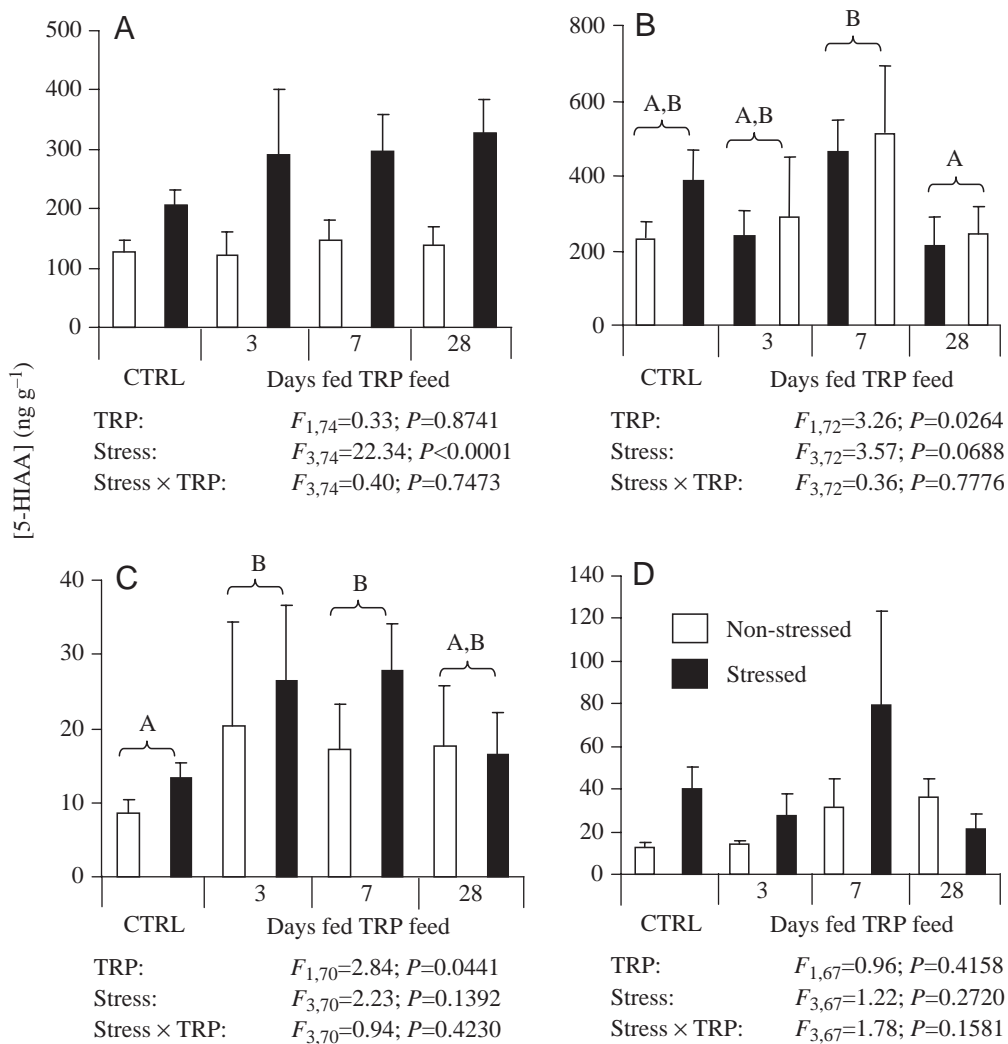 [5-HIAA] (ng g⁻¹)
A
500
400
300
200
100
0
3 7 28
CTRL Days fed TRP feed
TRP: F1,74=0.33; P=0.8741
Stress: F3,74=22.34; P<0.0001
Stress × TRP: F3,74=0.40; P=0.7473
B
800
600
400
200
0
A,B
A,B
B
A
3 7 28
CTRL Days fed TRP feed
TRP: F1,72=3.26; P=0.0264
Stress: F3,72=3.57; P=0.0688
Stress × TRP: F3,72=0.36; P=0.7776
C
40
30
20
10
0
A
B
B
A,B
3 7 28
CTRL Days fed TRP feed
TRP: F1,70=2.84; P=0.0441
Stress: F3,70=2.23; P=0.1392
Stress × TRP: F3,70=0.94; P=0.4230
D
140
120
100
80
60
40
20
0
Non-stressed
Stressed
3 7 28
CTRL Days fed TRP feed
TRP: F1,67=0.96; P=0.4158
Stress: F3,67=1.22; P=0.2720
Stress × TRP: F3,67=1.78; P=0.1581